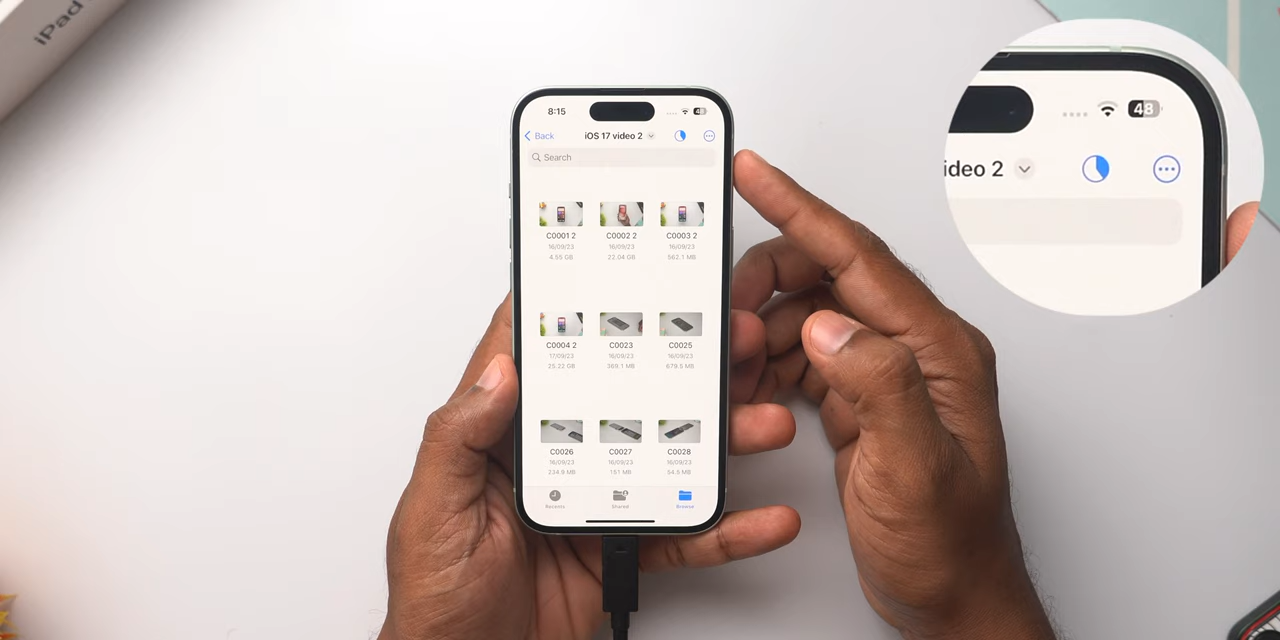 iPad
8:15
48
Back
iOS 17 video 2
Search
C0001 2
16/09/23
4.55 GB
C0002 2
16/09/23
22.04 GB
C0003 2
16/09/23
562.1 MB
C0004 2
17/09/23
25.22 GB
C0023
16/09/23
369.1 MB
C0025
16/09/23
679.5 MB
C0026
16/09/23
234.9 MB
C0027
16/09/23
151 MB
C0028
16/09/23
54.5 MB
Recents
Shared
Browse
48
ideo 2